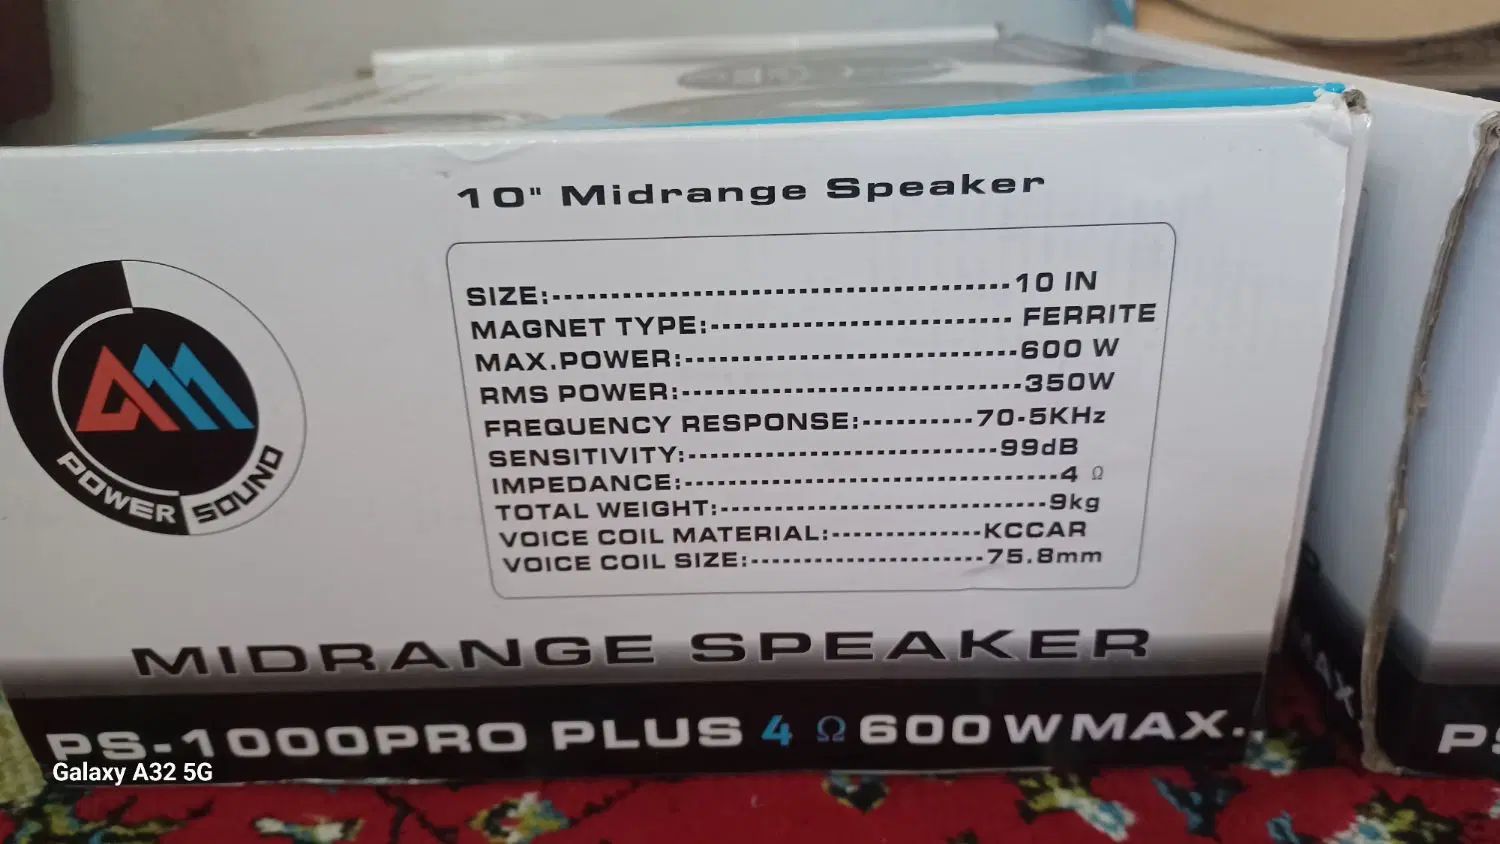 10" Midrange Speaker
SIZE:---------------------------------------10 IN
MAGNET TYPE:-------------------------- FERRITE
MAX.POWER:----------------------------600 W
RMS POWER:-----------------------------350W
FREQUENCY RESPONSE:----------70-5KHz
SENSITIVITY:---------------------------99dB
IMPEDANCE:---------------------------------4 Ω
TOTAL WEIGHT:-----------------------------9kg
VOICE COIL MATERIAL:--------------KCCAR
VOICE COIL SIZE:----------------------75.8mm
AM
POWER SOUND
MIDRANGE SPEAKER
PS-1000PRO PLUS 4 Ω 600WMAX.
Galaxy A32 5G